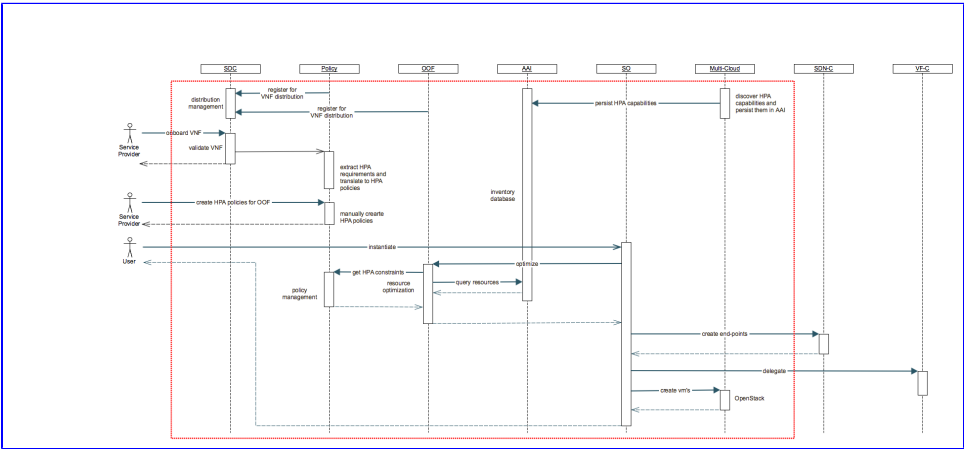 SDC
Policy
OOF
AAI
SO
Multi-Cloud
SDN-C
VF-C
register for
VNF distribution
distribution
management
persist HPA capabilities
discover HPA
capabilities and
persist them in AAI
register for
VNF distribution
onboard VNF
Service
Provider
validate VNF
extract HPA
requirements and
translate to HPA
policies
inventory
database
create HPA policies for OOF
Service
Provider
manually crearte
HPA policies
instantiate
User
optimize
get HPA constraints
resource
optimization
query resources
policy
management
create end-points
delegate
create vm's
OpenStack